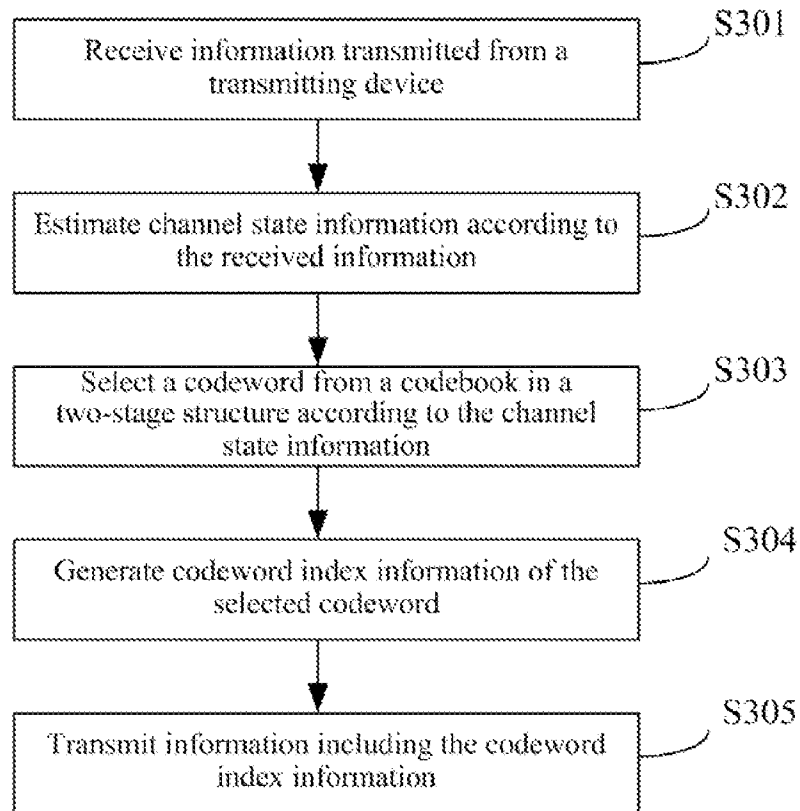 S301
Receive information transmitted from a
transmitting device
S302
Estimate channel state information according to
the received information
S303
Select a codeword from a codebook in a
two-stage structure according to the channel
state information
S304
Generate codeword index information of the
selected codeword
S305
Transmit information including the codeword
index information